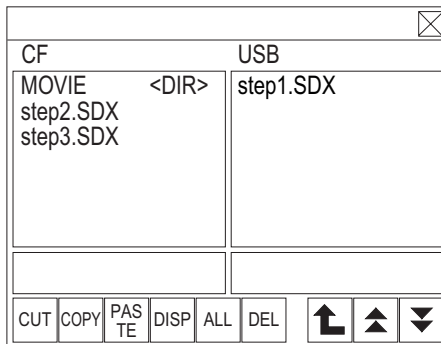 CF USB
MOVIE <DIR> step1.SDX
step2.SDX
step3.SDX
CUT COPY PAS
TE DISP ALL DEL